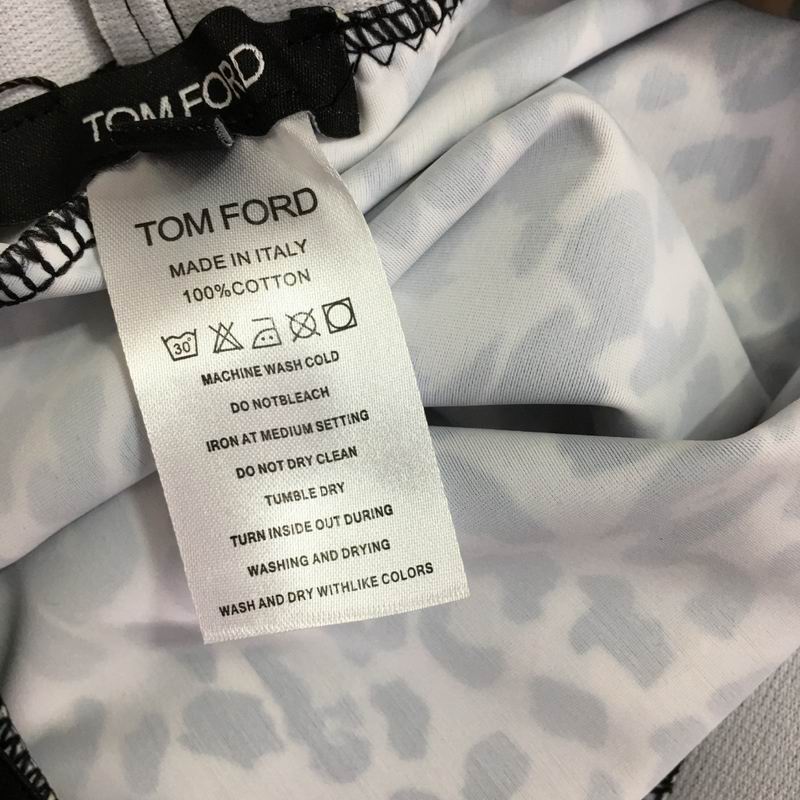 TOM FORD
TOM FORD
MADE IN ITALY
100%COTTON
30°
MACHINE WASH COLD
DO NOTBLEACH
IRON AT MEDIUM SETTING
DO NOT DRY CLEAN
TUMBLE DRY
TURN INSIDE OUT DURING
WASHING AND DRYING
WASH AND DRY WITHLIKE COLORS